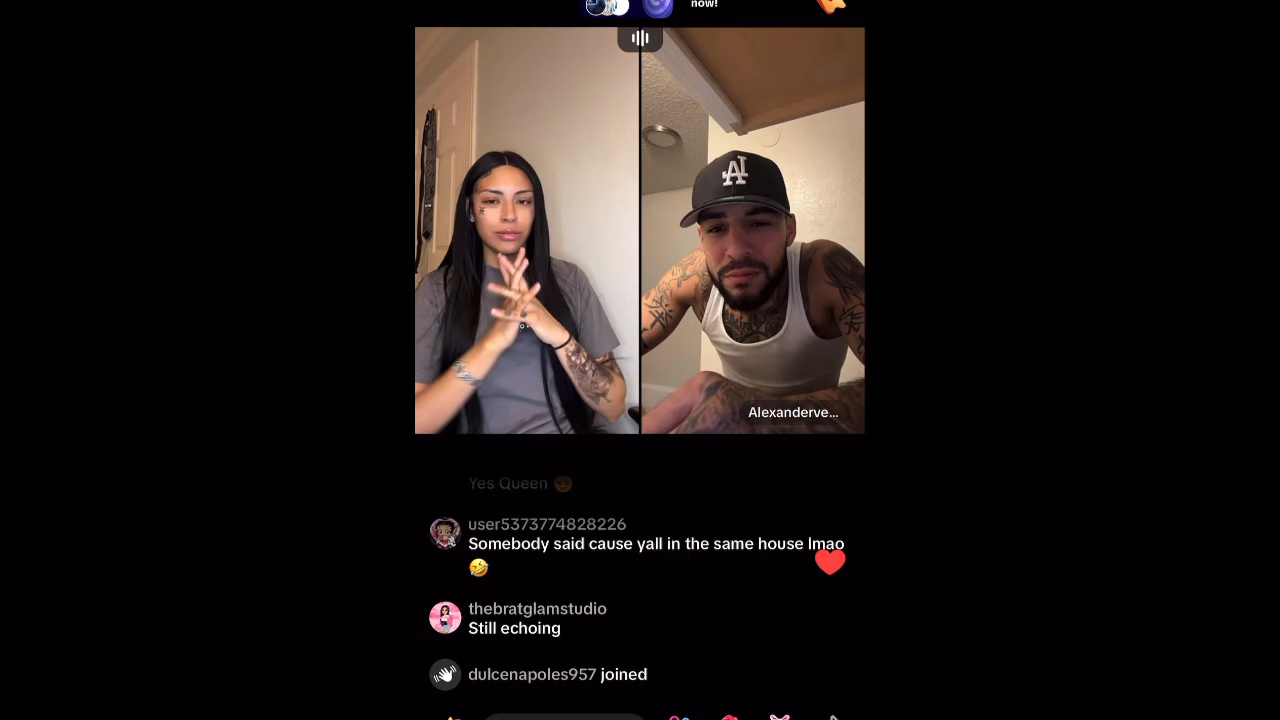 now!
LA
Alexanderve...
Yes Queen 😇
user5373774828226
Somebody said cause yall in the same house lmao
🤣
thebratglamstudio
Still echoing
dulcenapoles957 joined